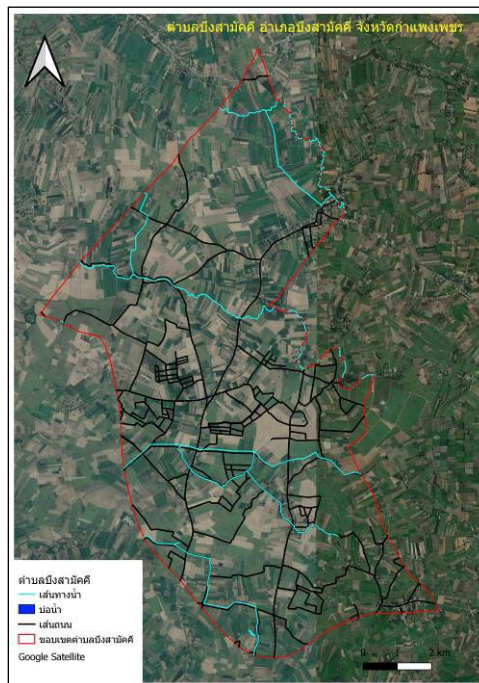 ตำบลบึงสามัคคี อำเภอบึงสามัคคี จังหวัดกำแพงเพชร
ตำบลบึงสามัคคี
เส้นทางน้ำ
บ่อน้ำ
เส้นถนน
ขอบเขตตำบลบึงสามัคคี
Google Satellite
0 1 2 km